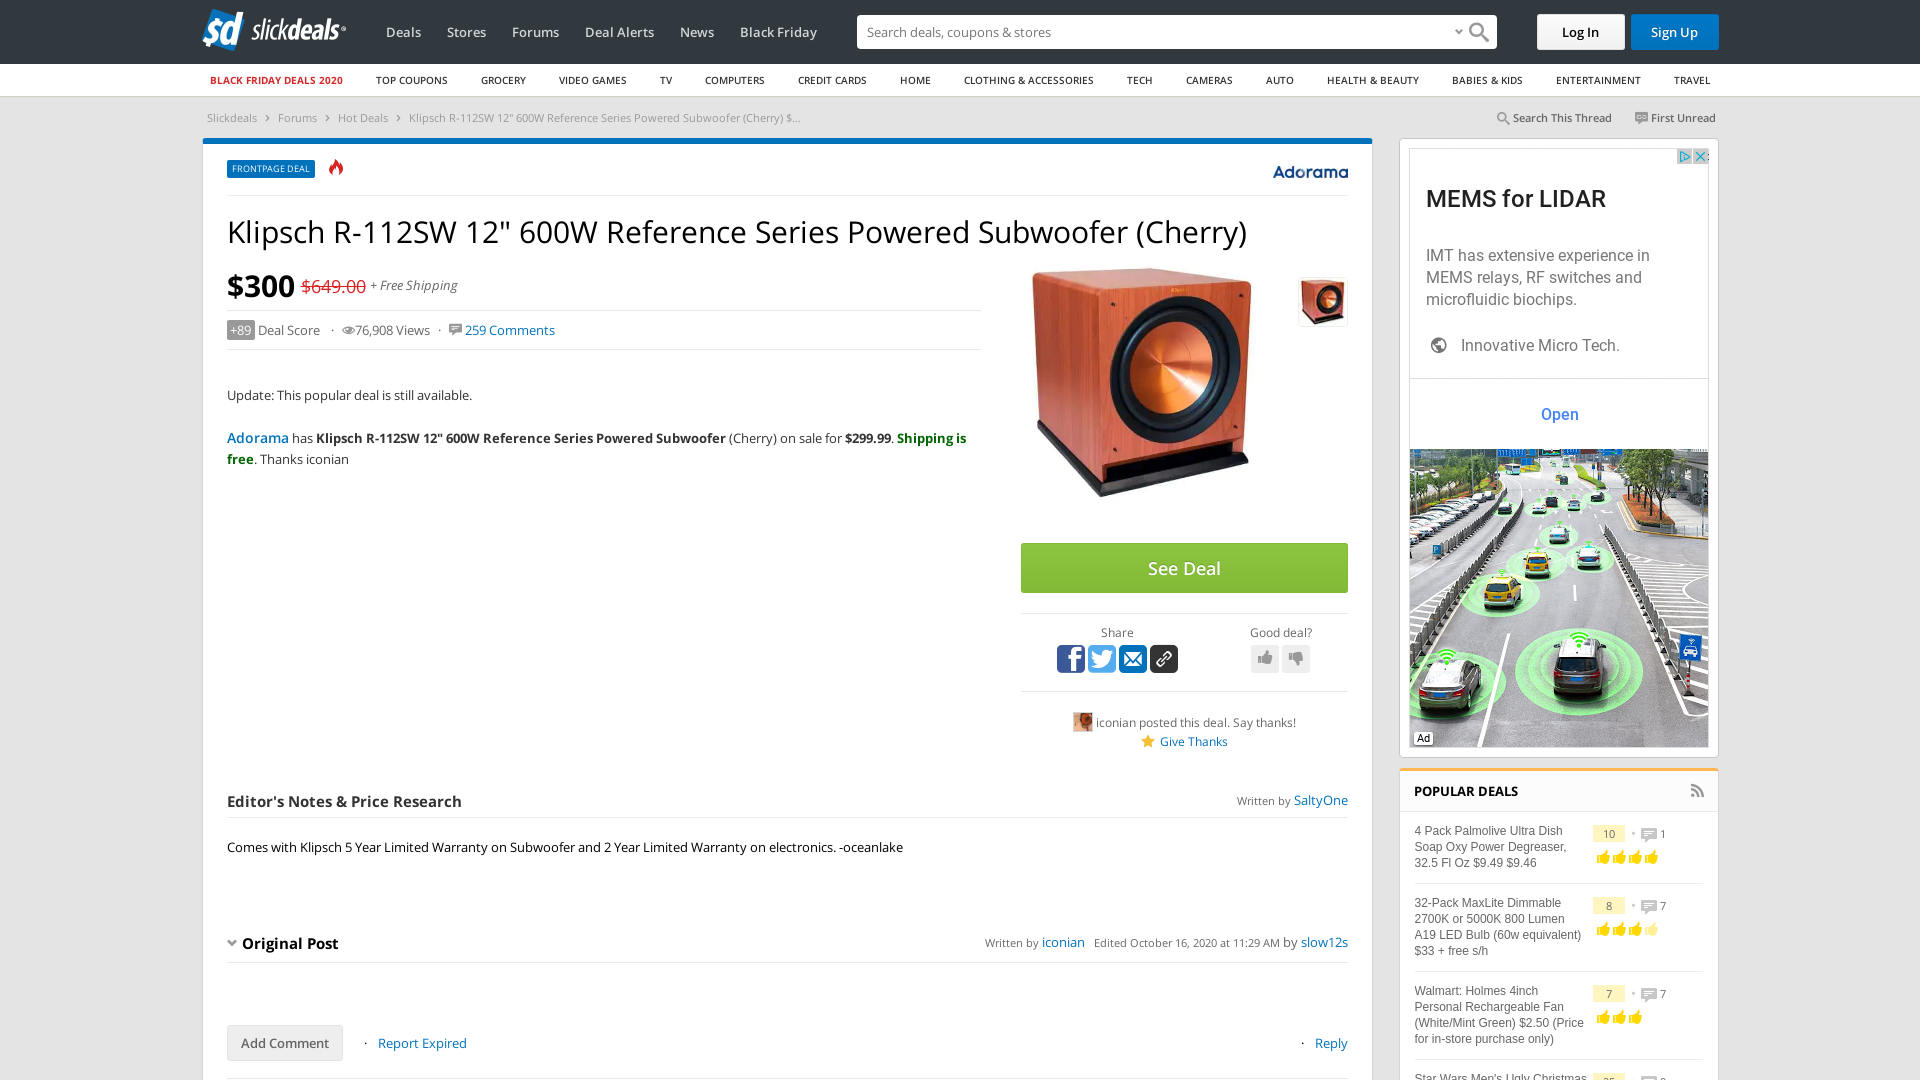 slickdeals
Deals
Stores
Forums
Deal Alerts
News
Black Friday
Search deals, coupons & stores
Log In
Sign Up
BLACK FRIDAY DEALS 2020
TOP COUPONS
GROCERY
VIDEO GAMES
TV
COMPUTERS
CREDIT CARDS
HOME
CLOTHING & ACCESSORIES
TECH
CAMERAS
AUTO
HEALTH & BEAUTY
BABIES & KIDS
ENTERTAINMENT
TRAVEL
Slickdeals › Forums › Hot Deals › Klipsch R-112SW 12" 600W Reference Series Powered Subwoofer (Cherry) $...
Search This Thread
First Unread
FRONTPAGE DEAL
Adorama
Klipsch R-112SW 12" 600W Reference Series Powered Subwoofer (Cherry)
$300 $649.00 + Free Shipping
+89 Deal Score · 76,908 Views · 259 Comments
Update: This popular deal is still available.
Adorama has Klipsch R-112SW 12" 600W Reference Series Powered Subwoofer (Cherry) on sale for $299.99. Shipping is
free. Thanks iconian
See Deal
Share
Good deal?
iconian posted this deal. Say thanks!
Give Thanks
Editor's Notes & Price Research
Written by SaltyOne
Comes with Klipsch 5 Year Limited Warranty on Subwoofer and 2 Year Limited Warranty on electronics. -oceanlake
Original Post
Written by iconian Edited October 16, 2020 at 11:29 AM by slow12s
Add Comment
· Report Expired
· Reply
MEMS for LIDAR
IMT has extensive experience in
MEMS relays, RF switches and
microfluidic biochips.
Innovative Micro Tech.
Open
Ad
POPULAR DEALS
4 Pack Palmolive Ultra Dish
Soap Oxy Power Degreaser,
32.5 Fl Oz $9.49 $9.46
10 • 1
32-Pack MaxLite Dimmable
2700K or 5000K 800 Lumen
A19 LED Bulb (60w equivalent)
$33 + free s/h
8 • 7
Walmart: Holmes 4inch
Personal Rechargeable Fan
(White/Mint Green) $2.50 (Price
for in-store purchase only)
7 • 7
Star Wars Men's Ugly Christmas